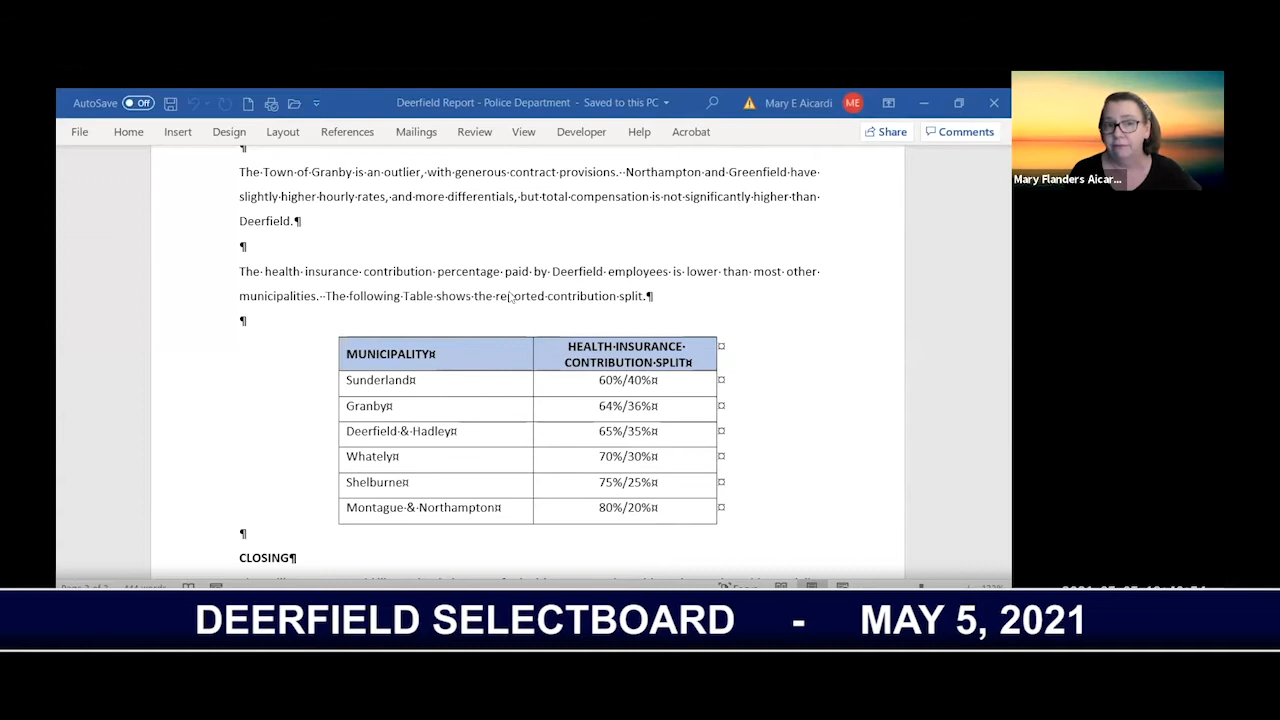 AutoSave Off Deerfield Report - Police Department - Saved to this PC Mary E Aicardi ME
File Home Insert Design Layout References Mailings Review View Developer Help Acrobat Share Comments
¶
The·Town·of·Granby·is·an·outlier,·with·generous·contract·provisions.··Northampton·and·Greenfield·have·
slightly·higher·hourly·rates,·and·more·differentials,·but·total·compensation·is·not·significantly·higher·than·
Deerfield.¶
¶
The·health·insurance·contribution·percentage·paid·by·Deerfield·employees·is·lower·than·most·other·
municipalities.··The·following·Table·shows·the·reported·contribution·split.¶
¶
MUNICIPALITY¤ HEALTH·INSURANCE· ¤
CONTRIBUTION·SPLIT¤
Sunderland¤ 60%/40%¤ ¤
Granby¤ 64%/36%¤ ¤
Deerfield·&·Hadley¤ 65%/35%¤ ¤
Whately¤ 70%/30%¤ ¤
Shelburne¤ 75%/25%¤ ¤
Montague·&·Northampton¤ 80%/20%¤ ¤
¶
CLOSING¶
Mary Flanders Aicar...
DEERFIELD SELECTBOARD - MAY 5, 2021